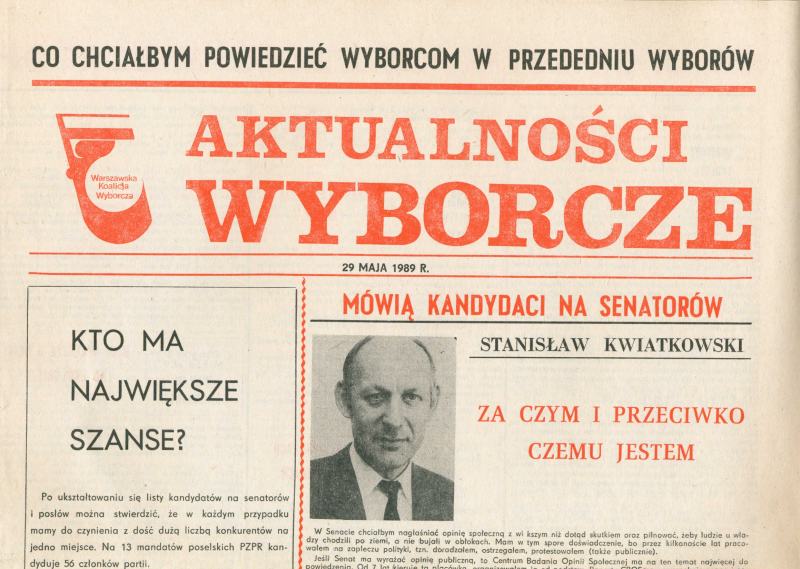 CO CHCIAŁBYM POWIEDZIEĆ WYBORCOM W PRZEDEDNIU WYBORÓW
Warszawska
Koalicja
Wyborcza
AKTUALNOŚCI
WYBORCZE
29 MAJA 1989 R.
KTO MA
NAJWIĘKSZE
SZANSE?
Po ukształtowaniu się listy kandydatów na senatorów
i posłów można stwierdzić, że w każdym przypadku
mamy do czynienia z dość dużą liczbą konkurentów na
jedno miejsce. Na 13 mandatów poselskich PZPR kan-
dyduje 56 członków partii.
MÓWIĄ KANDYDACI NA SENATORÓW
STANISŁAW KWIATKOWSKI
ZA CZYM I PRZECIWKO
CZEMU JESTEM
W Senacie chciałbym nagłaśniać opinię społeczną z wi kszym niż dotąd
dzy chodzili po ziemi, a nie bujali w obłokach. Mam w tym spore doświadczenie, bo przez kilkanaście lat praco-
wałem na zapleczu polityki, tzn. doradzałem, ostrzegałem, protestowałem
Jeśli Senat ma wyrażać opinię publiczną, to Centrum Badania Opinii
skutkiem oraz pilnować, żeby ludzie u wła-
(także publicznie).
Społecznej ma na ten temat najwięcej do